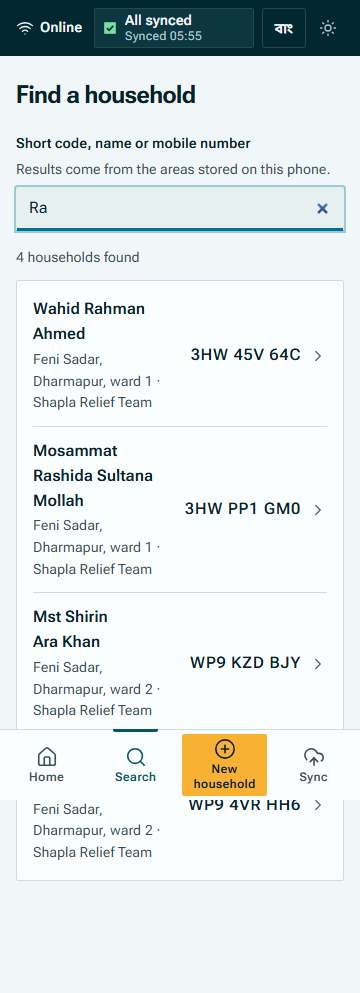 Online
All synced
Synced 05:55
বাং
Find a household
Short code, name or mobile number
Results come from the areas stored on this phone.
Ra
4 households found
Wahid Rahman
Ahmed
Feni Sadar,
Dharmapur, ward 1 ·
Shapla Relief Team
3HW 45V 64C
Mosammat
Rashida Sultana
Mollah
Feni Sadar,
Dharmapur, ward 1 ·
Shapla Relief Team
3HW PP1 GM0
Mst Shirin
Ara Khan
Feni Sadar,
Dharmapur, ward 2 ·
Shapla Relief Team
WP9 KZD BJY
Home
Search
New
household
Sync
Feni Sadar,
Dharmapur, ward 2 ·
Shapla Relief Team
WP9 4VR HH6